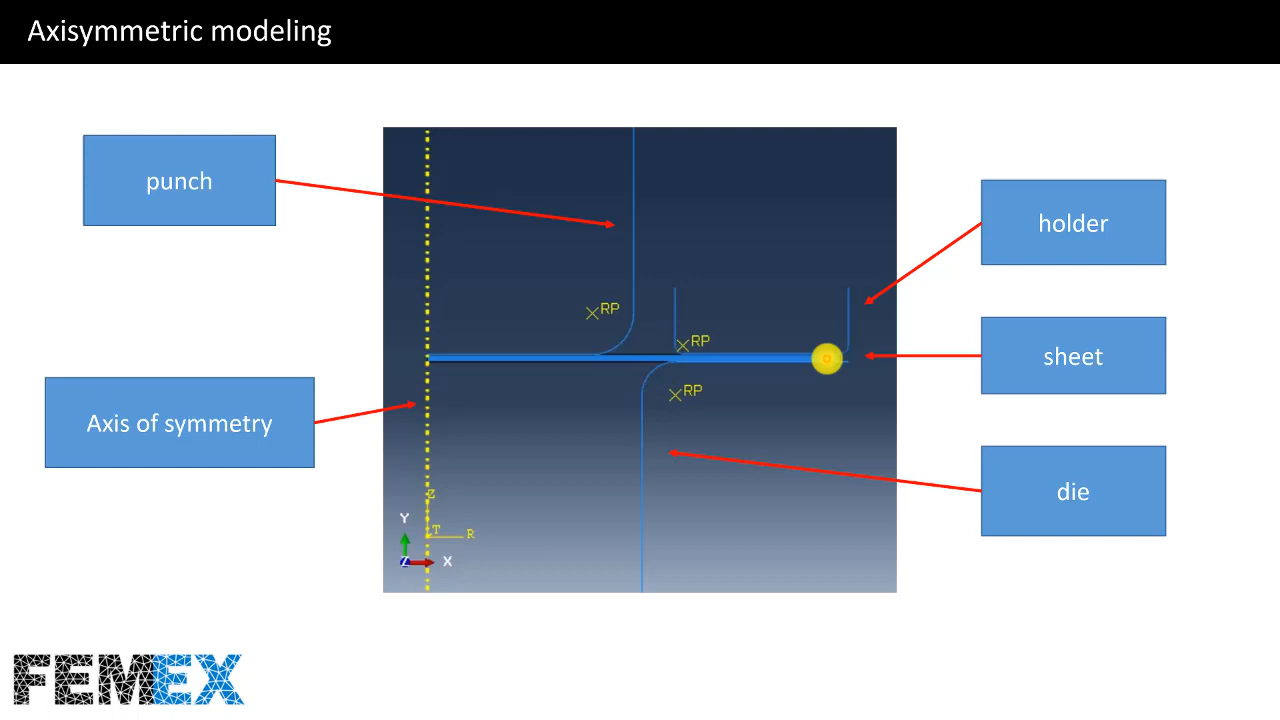 Axisymmetric modeling
punch
holder
RP
RP
sheet
RP
Axis of symmetry
die
Z
Y
T
R
Z
X
FEMEX